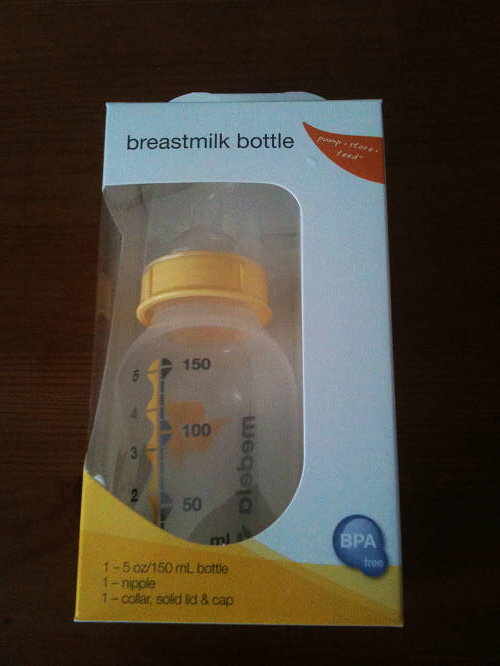 breastmilk bottle
pump. store.
feed
5
150
4
100
3
medela
2
50
ml
BPA
free
1 – 5 oz/150 mL bottle
1 – nipple
1 – collar, solid lid & cap